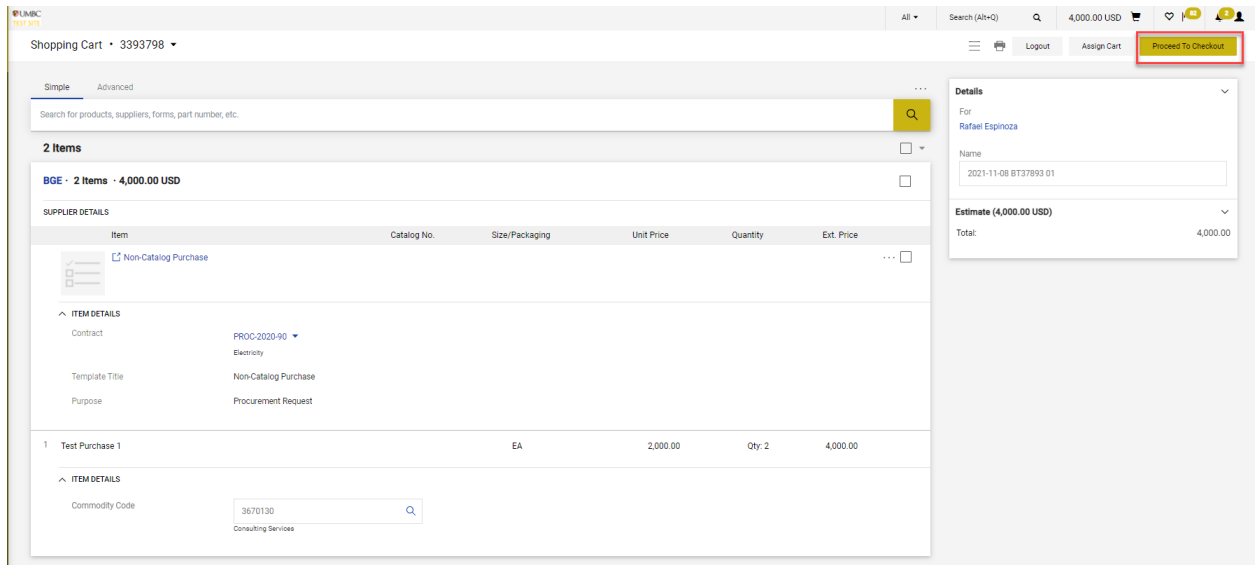 UMBC
TEST SITE
All
Search (Alt+Q)
4,000.00 USD
62
2
Shopping Cart • 3393798
Logout
Assign Cart
Proceed To Checkout
Simple
Advanced
...
Search for products, suppliers, forms, part number, etc.
2 Items
BGE · 2 Items · 4,000.00 USD
SUPPLIER DETAILS
Item Catalog No. Size/Packaging Unit Price Quantity Ext. Price
Non-Catalog Purchase
...
ITEM DETAILS
Contract PROC-2020-90
Electricity
Template Title Non-Catalog Purchase
Purpose Procurement Request
1 Test Purchase 1 EA 2,000.00 Qty: 2 4,000.00
ITEM DETAILS
Commodity Code 3670130
Consulting Services
Details
For
Rafael Espinoza
Name
2021-11-08 BT37893 01
Estimate (4,000.00 USD)
Total: 4,000.00